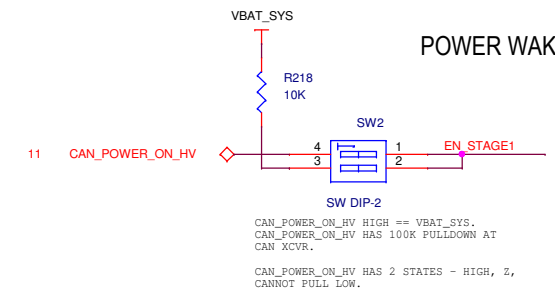 VBAT_SYS
POWER WAK
R218
10K
SW2
11 CAN_POWER_ON_HV 4 1 EN_STAGE1
3 2
SW DIP-2
CAN_POWER_ON_HV HIGH == VBAT_SYS.
CAN_POWER_ON_HV HAS 100K PULLDOWN AT
CAN XCVR.
CAN_POWER_ON_HV HAS 2 STATES - HIGH, Z,
CANNOT PULL LOW.